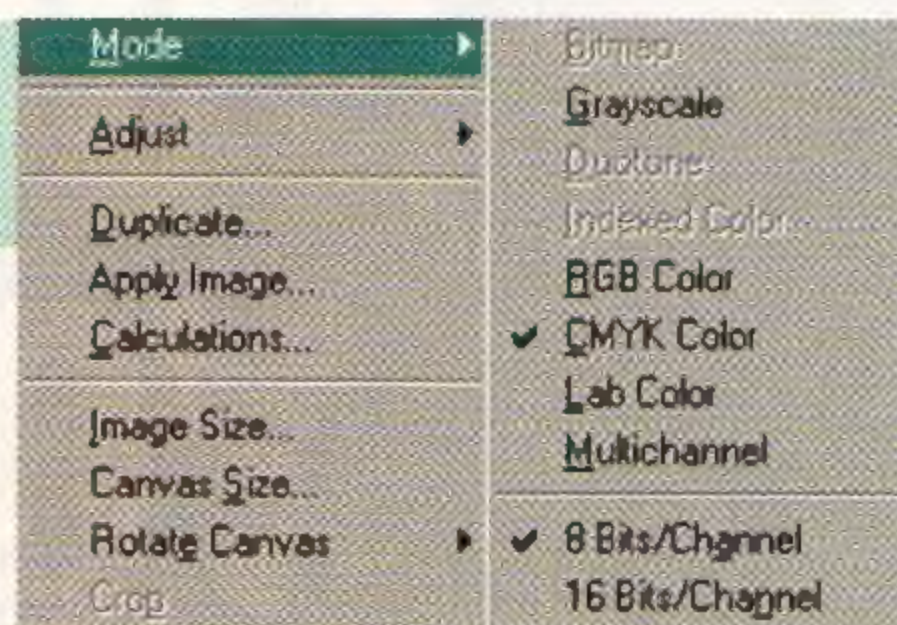 Mode
Adjust
Duplicate...
Apply Image...
Calculations...
Image Size...
Canvas Size...
Rotate Canvas
Crop
Bitmap
Grayscale
Duotone
Indexed Color...
RGB Color
CMYK Color
Lab Color
Multichannel
8 Bits/Channel
16 Bits/Channel